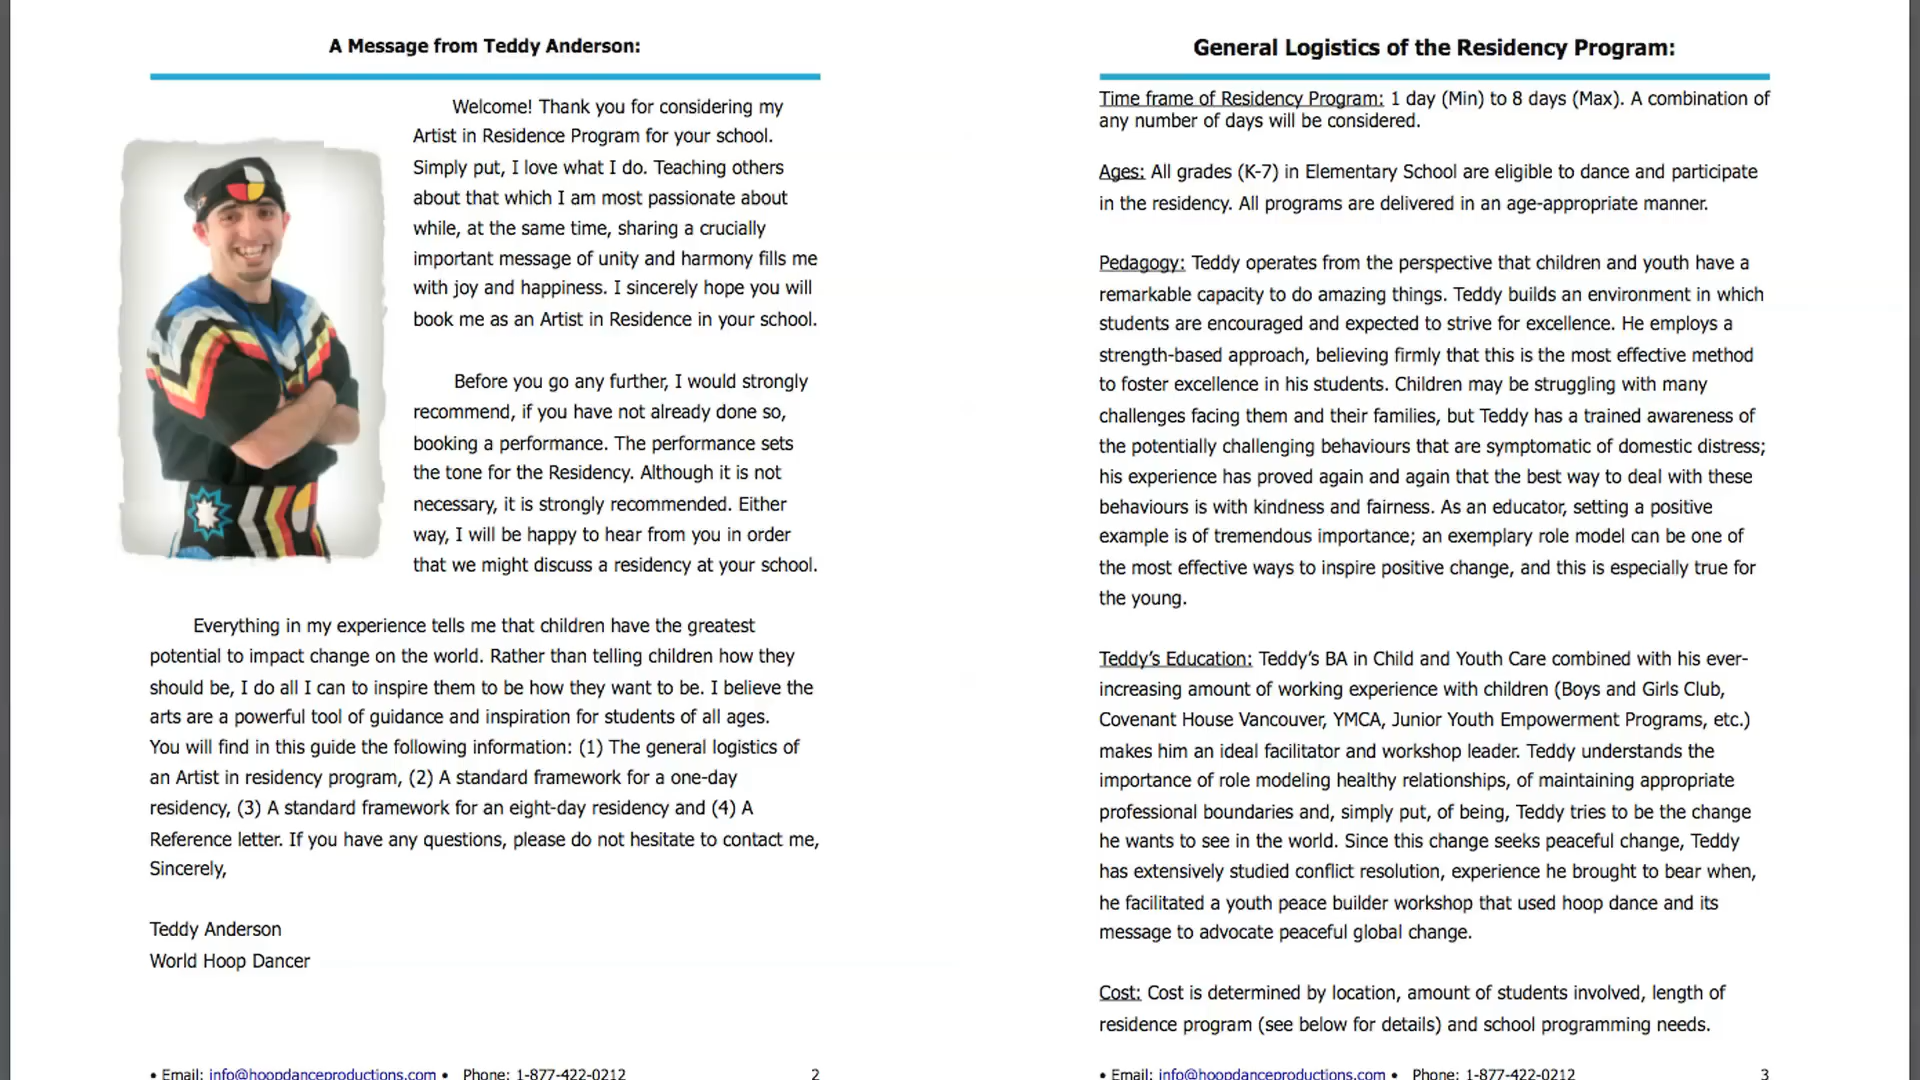 A Message from Teddy Anderson:
Welcome! Thank you for considering my
Artist in Residence Program for your school.
Simply put, I love what I do. Teaching others
about that which I am most passionate about
while, at the same time, sharing a crucially
important message of unity and harmony fills me
with joy and happiness. I sincerely hope you will
book me as an Artist in Residence in your school.
Before you go any further, I would strongly
recommend, if you have not already done so,
booking a performance. The performance sets
the tone for the Residency. Although it is not
necessary, it is strongly recommended. Either
way, I will be happy to hear from you in order
that we might discuss a residency at your school.
Everything in my experience tells me that children have the greatest
potential to impact change on the world. Rather than telling children how they
should be, I do all I can to inspire them to be how they want to be. I believe the
arts are a powerful tool of guidance and inspiration for students of all ages.
You will find in this guide the following information: (1) The general logistics of
an Artist in residency program, (2) A standard framework for a one-day
residency, (3) A standard framework for an eight-day residency and (4) A
Reference letter. If you have any questions, please do not hesitate to contact me,
Sincerely,
Teddy Anderson
World Hoop Dancer
• Email: info@hoopdanceproductions.com • Phone: 1-877-422-0212 2
General Logistics of the Residency Program:
Time frame of Residency Program: 1 day (Min) to 8 days (Max). A combination of
any number of days will be considered.
Ages: All grades (K-7) in Elementary School are eligible to dance and participate
in the residency. All programs are delivered in an age-appropriate manner.
Pedagogy: Teddy operates from the perspective that children and youth have a
remarkable capacity to do amazing things. Teddy builds an environment in which
students are encouraged and expected to strive for excellence. He employs a
strength-based approach, believing firmly that this is the most effective method
to foster excellence in his students. Children may be struggling with many
challenges facing them and their families, but Teddy has a trained awareness of
the potentially challenging behaviours that are symptomatic of domestic distress;
his experience has proved again and again that the best way to deal with these
behaviours is with kindness and fairness. As an educator, setting a positive
example is of tremendous importance; an exemplary role model can be one of
the most effective ways to inspire positive change, and this is especially true for
the young.
Teddy’s Education: Teddy’s BA in Child and Youth Care combined with his ever-
increasing amount of working experience with children (Boys and Girls Club,
Covenant House Vancouver, YMCA, Junior Youth Empowerment Programs, etc.)
makes him an ideal facilitator and workshop leader. Teddy understands the
importance of role modeling healthy relationships, of maintaining appropriate
professional boundaries and, simply put, of being, Teddy tries to be the change
he wants to see in the world. Since this change seeks peaceful change, Teddy
has extensively studied conflict resolution, experience he brought to bear when,
he facilitated a youth peace builder workshop that used hoop dance and its
message to advocate peaceful global change.
Cost: Cost is determined by location, amount of students involved, length of
residence program (see below for details) and school programming needs.
• Email: info@hoopdanceproductions.com • Phone: 1-877-422-0212 3